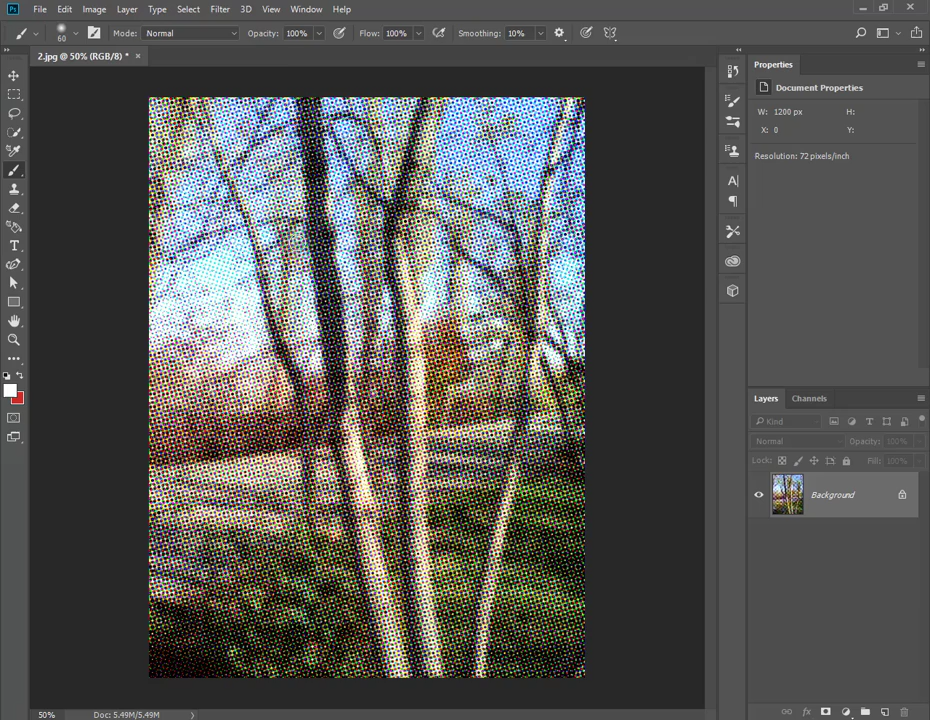 Ps File Edit Image Layer Type Select Filter 3D View Window Help
60 Mode: Normal Opacity: 100% Flow: 100% Smoothing: 10%
2.jpg @ 50% (RGB/8) *
Properties
Document Properties
W: 1200 px H:
X: 0 Y:
Resolution: 72 pixels/inch
Layers Channels
Kind
Normal Opacity: 100%
Lock: Fill: 100%
Background
50% Doc: 5.49M/5.49M